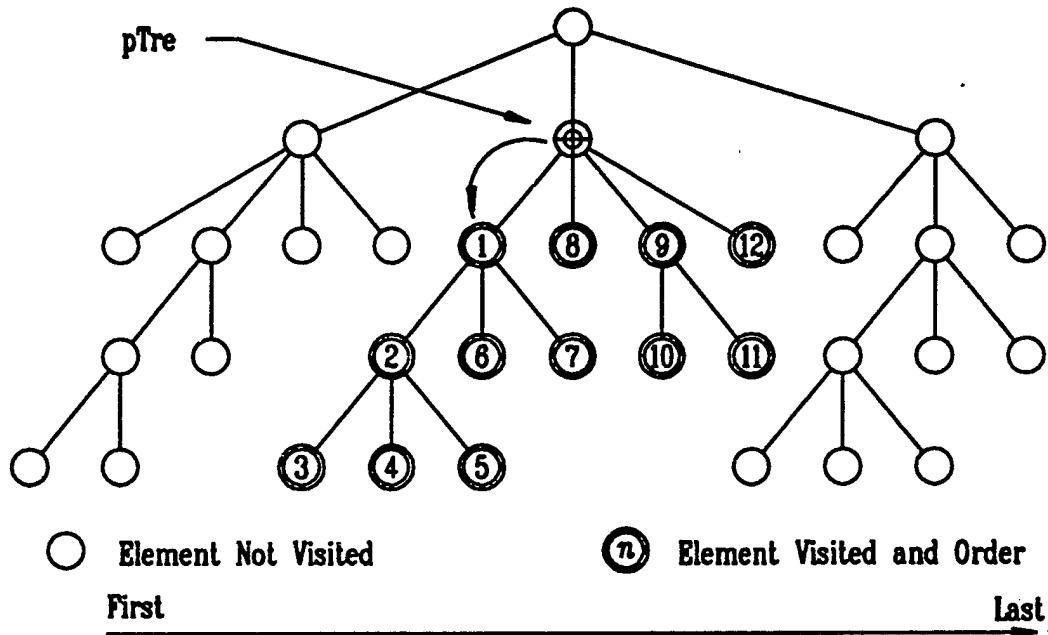 pTre
1 8 9 12
2 6 7 10 11
3 4 5
Element Not Visited
n Element Visited and Order
First Last